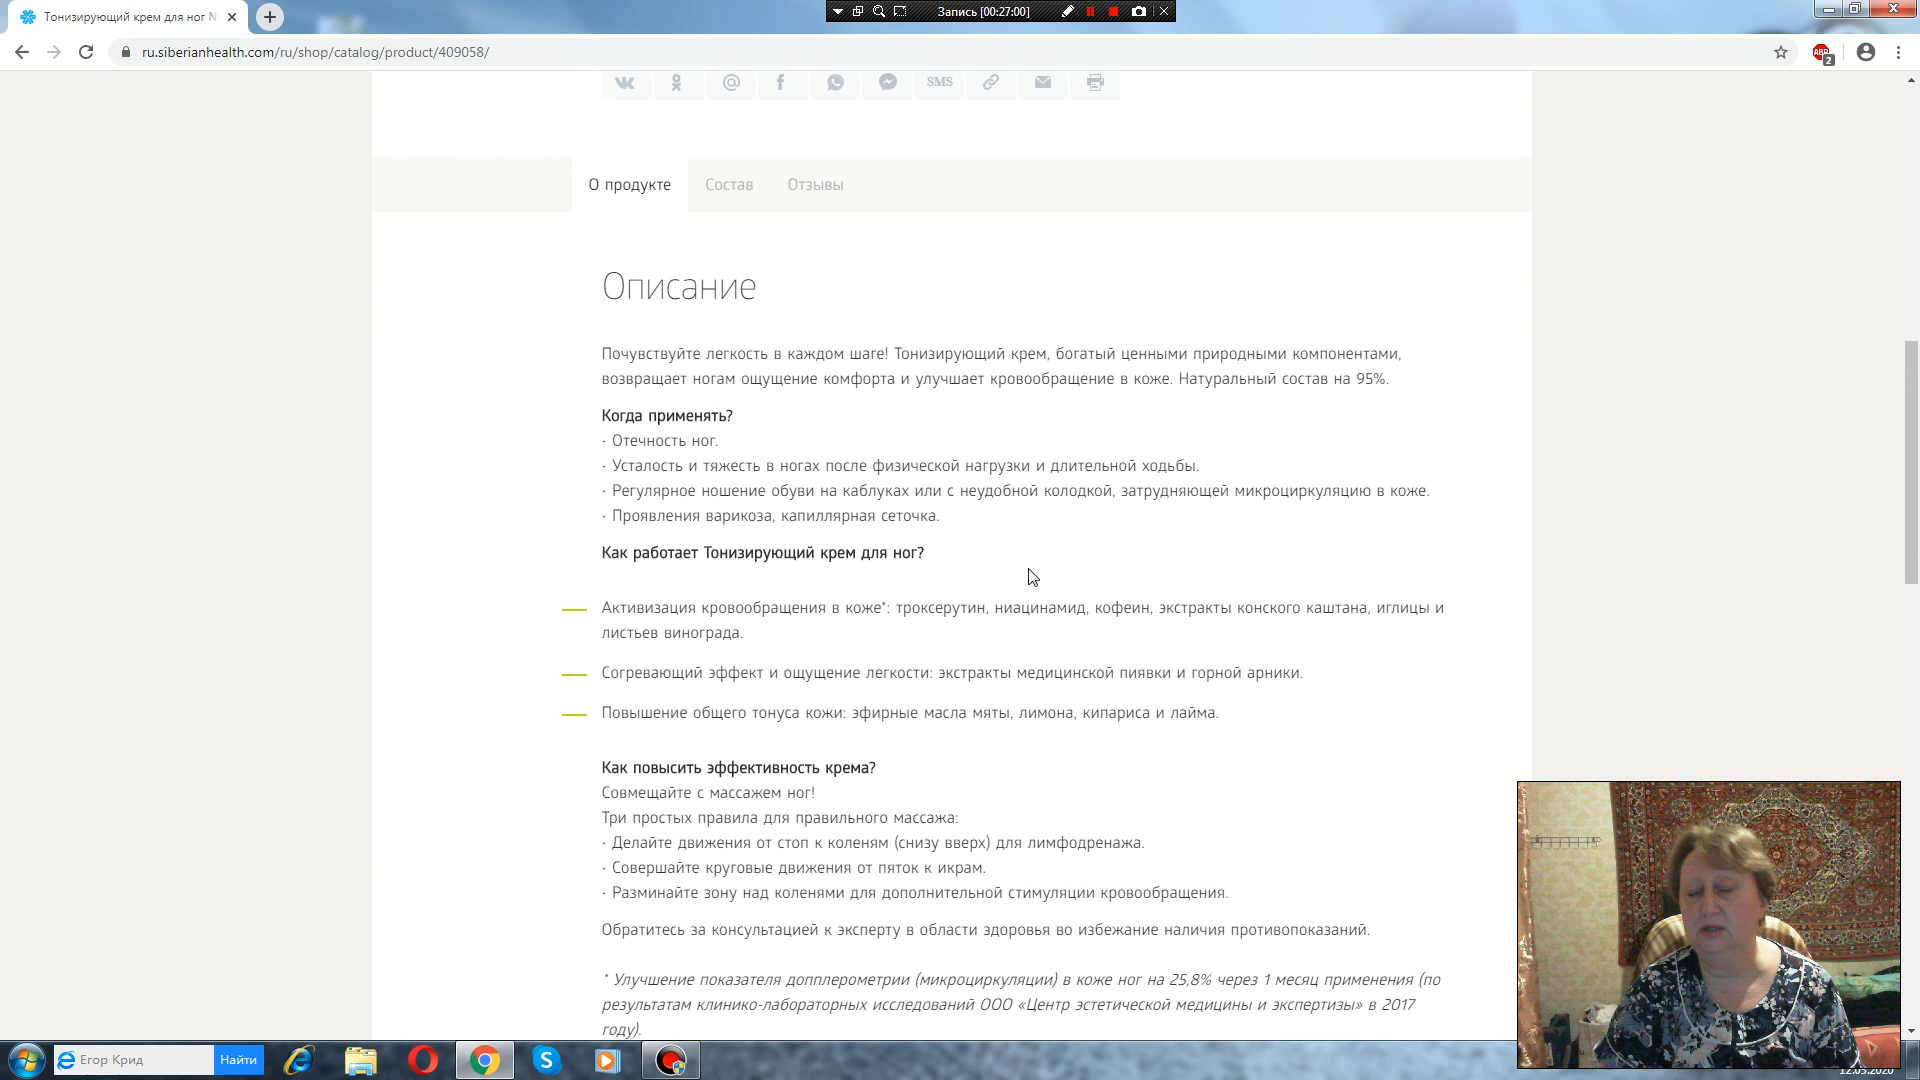 Тонизирующий крем для ног
Запись [00:27:00]
ru.siberianhealth.com/ru/shop/catalog/product/409058/
ABP
2
SMS
О продукте
Состав
Отзывы
Описание
Почувствуйте легкость в каждом шаге! Тонизирующий крем, богатый ценными природными компонентами,
возвращает ногам ощущение комфорта и улучшает кровообращение в коже. Натуральный состав на 95%.
Когда применять?
· Отечность ног.
· Усталость и тяжесть в ногах после физической нагрузки и длительной ходьбы.
· Регулярное ношение обуви на каблуках или с неудобной колодкой, затрудняющей микроциркуляцию в коже.
· Проявления варикоза, капиллярная сеточка.
Как работает Тонизирующий крем для ног?
Активизация кровообращения в коже*: троксерутин, ниацинамид, кофеин, экстракты конского каштана, иглицы и
листьев винограда.
Согревающий эффект и ощущение легкости: экстракты медицинской пиявки и горной арники.
Повышение общего тонуса кожи: эфирные масла мяты, лимона, кипариса и лайма.
Как повысить эффективность крема?
Совмещайте с массажем ног!
Три простых правила для правильного массажа:
· Делайте движения от стоп к коленям (снизу вверх) для лимфодренажа.
· Совершайте круговые движения от пяток к икрам.
· Разминайте зону над коленями для дополнительной стимуляции кровообращения.
Обратитесь за консультацией к эксперту в области здоровья во избежание наличия противопоказаний.
* Улучшение показателя допплерометрии (микроциркуляции) в коже ног на 25,8% через 1 месяц применения (по
результатам клинико-лабораторных исследований ООО «Центр эстетической медицины и экспертизы» в 2017
году).
Егор Крид
Найти
12.03.2020